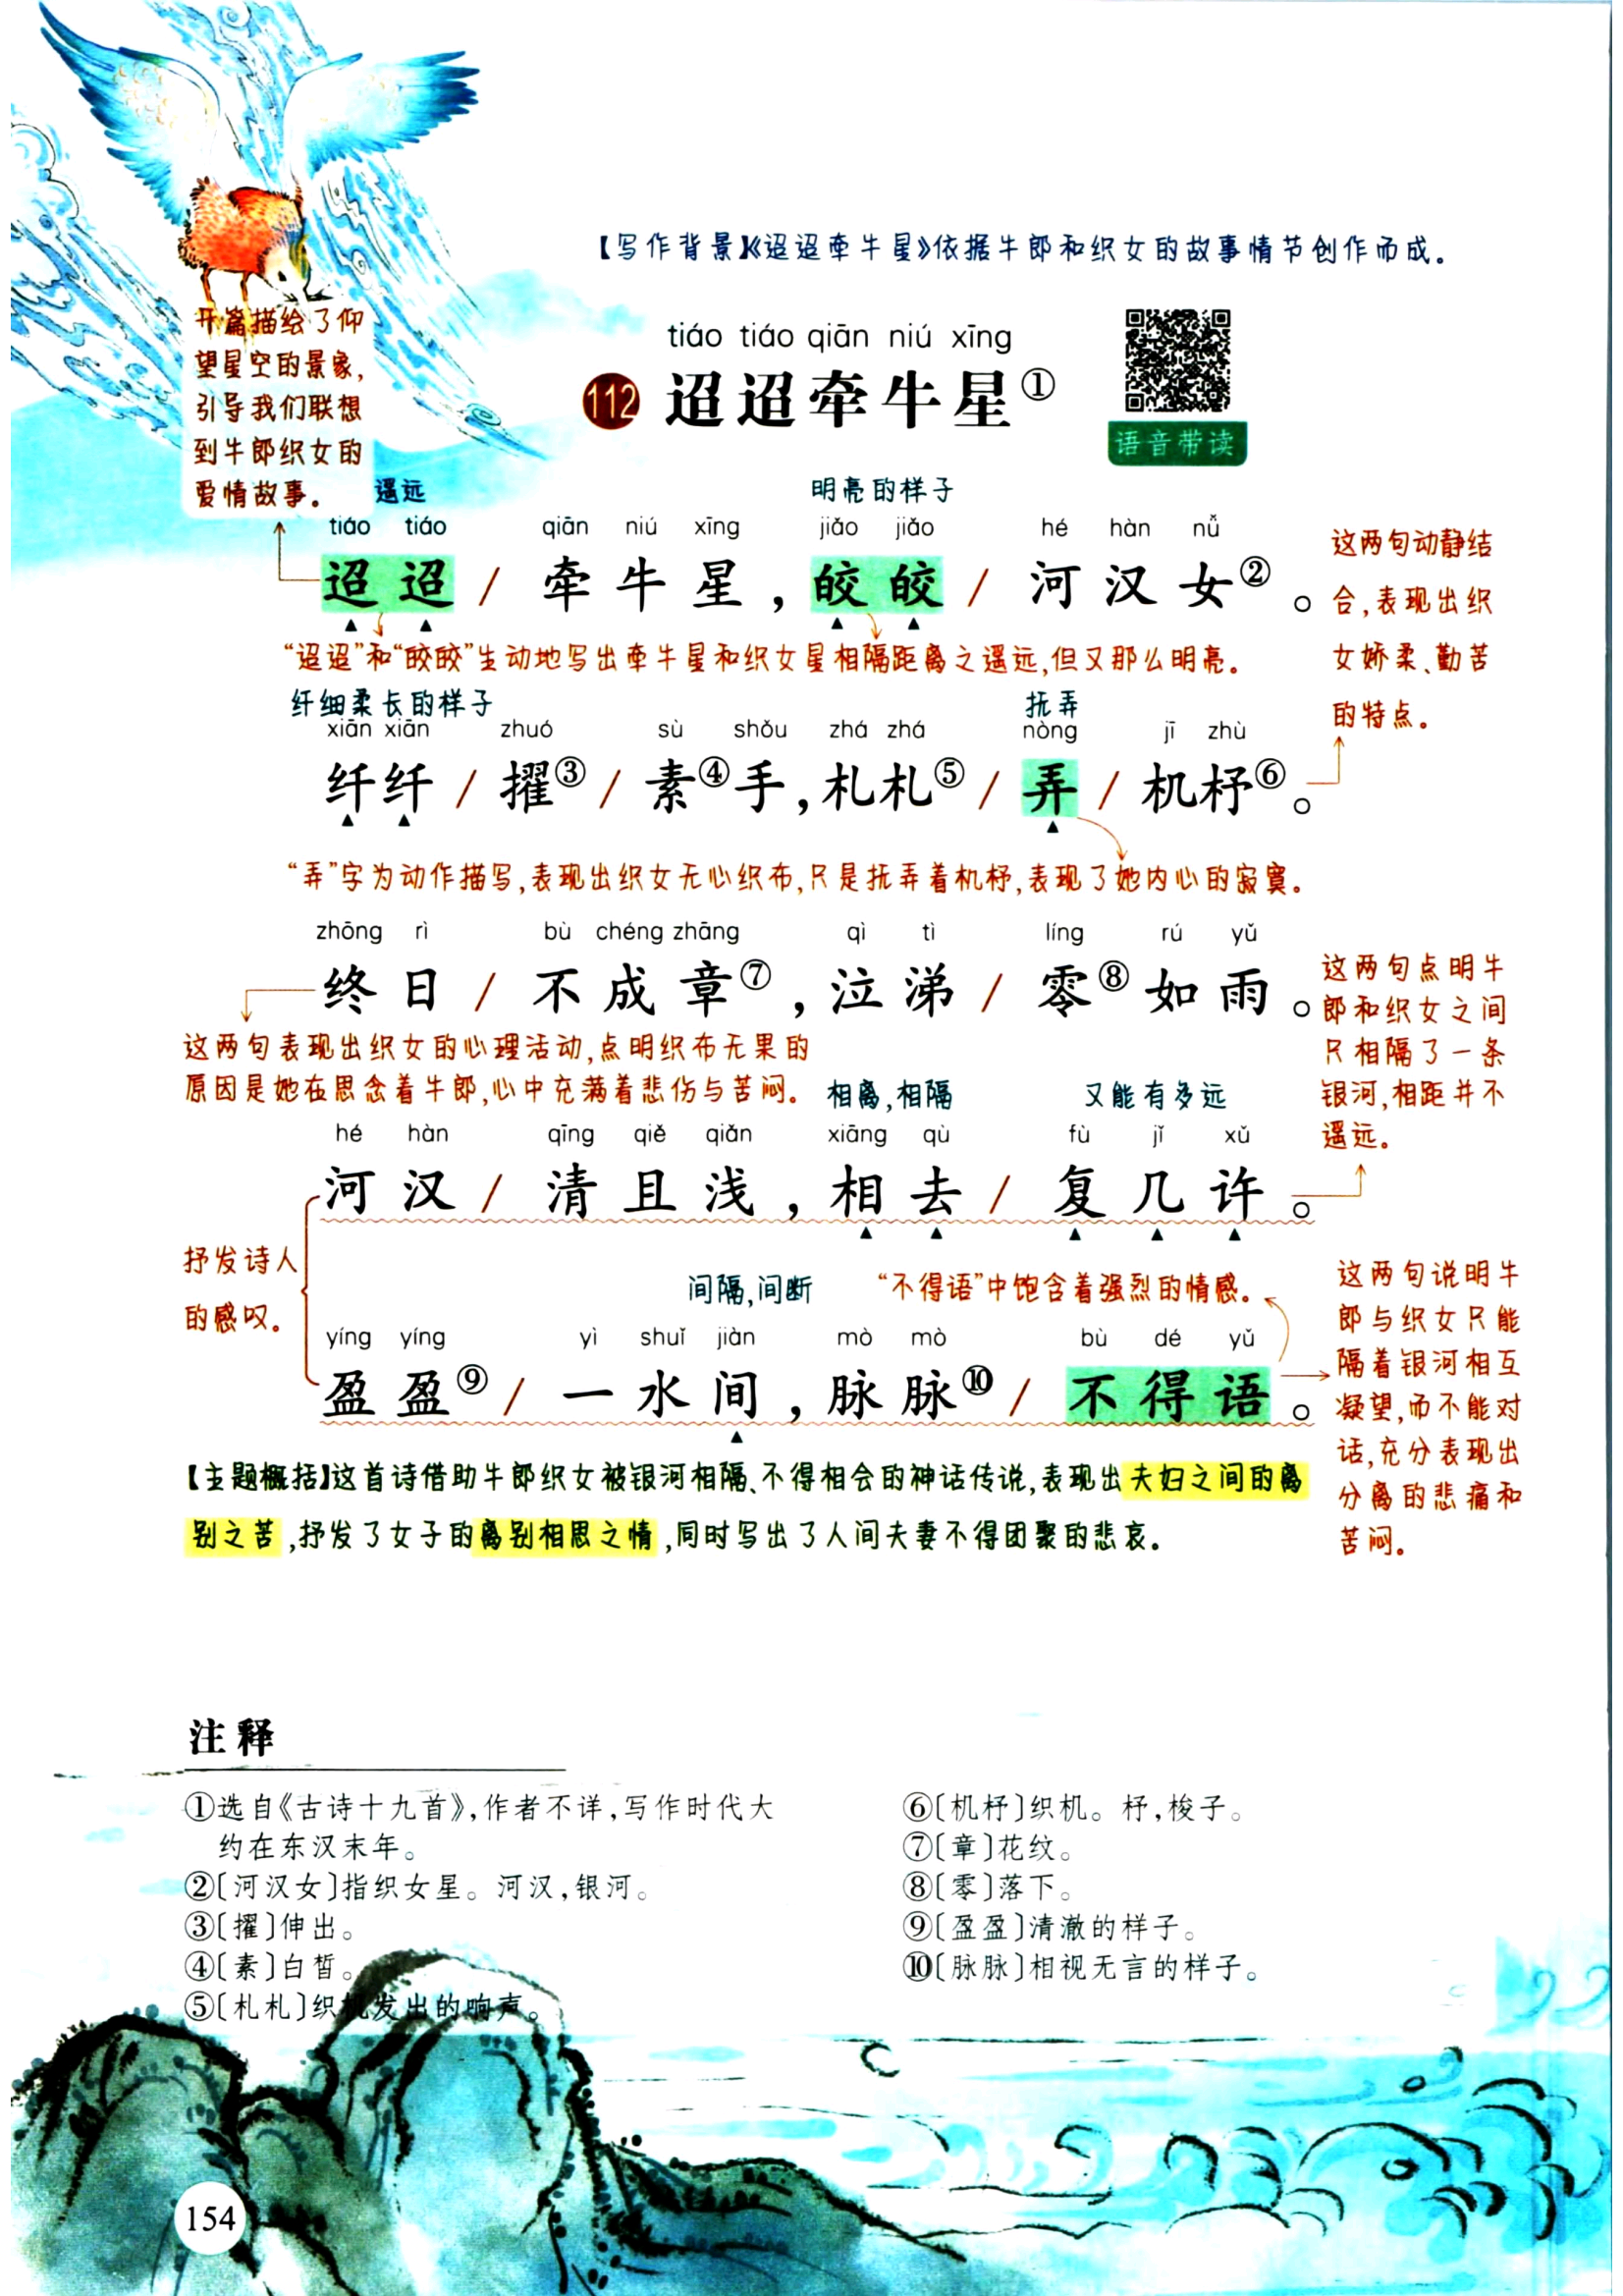 【写作背景】《迢迢牵牛星》依据牛郎和织女的故事情节创作而成。
tiáo tiáo qiān niú xīng
112 迢迢牵牛星①
语音带读
开篇描绘了仰
望星空的景象,
引导我们联想
到牛郎织女的
爱情故事。
遥远
明亮的样子
tiáo tiáo qiān niú xīng jiǎo jiǎo hé hàn nǚ
迢迢/牵牛星,皎皎/河汉女②。
这两句动静结
合,表现出织
女娇柔、勤苦
的特点。
“迢迢”和“皎皎”生动地写出牵牛星和织女星相隔距离之遥远,但又那么明亮。
纤细柔长的样子
抚弄
xiān xiān zhuó sù shǒu zhá zhá nòng jī zhù
纤纤/擢③/素④手,札札⑤/弄/机杼⑥。
“弄”字为动作描写,表现出织女无心织布,只是抚弄着机杼,表现了她内心的寂寞。
zhōng rì bù chéng zhāng qì tì líng rú yǔ
终日/不成章⑦,泣涕/零⑧如雨。
这两句表现出织女的心理活动,点明织布无果的
原因是她在思念着牛郎,心中充满着悲伤与苦闷。
这两句点明牛
郎和织女之间
只相隔了一条
银河,相距并不
遥远。
相离,相隔
又能有多远
hé hàn qīng qiě qiǎn xiāng qù fù jǐ xǔ
河汉/清且浅,相去/复几许。
抒发诗人
的感叹。
间隔,间断
“不得语”中饱含着强烈的情感。
yíng yíng yì shuǐ jiàn mò mò bù dé yǔ
盈盈⑨/一水间,脉脉⑩/不得语。
这两句说明牛
郎与织女只能
隔着银河相互
凝望,而不能对
话,充分表现出
分离的悲痛和
苦闷。
【主题概括】这首诗借助牛郎织女被银河相隔、不得相会的神话传说,表现出夫妇之间的离
别之苦,抒发了女子的离别相思之情,同时写出了人间夫妻不得团聚的悲哀。
注释
①选自《古诗十九首》,作者不详,写作时代大
约在东汉末年。
②〔河汉女〕指织女星。河汉,银河。
③〔擢〕伸出。
④〔素〕白皙。
⑤〔札札〕织机发出的响声。
⑥〔机杼〕织机。杼,梭子。
⑦〔章〕花纹。
⑧〔零〕落下。
⑨〔盈盈〕清澈的样子。
⑩〔脉脉〕相视无言的样子。
154